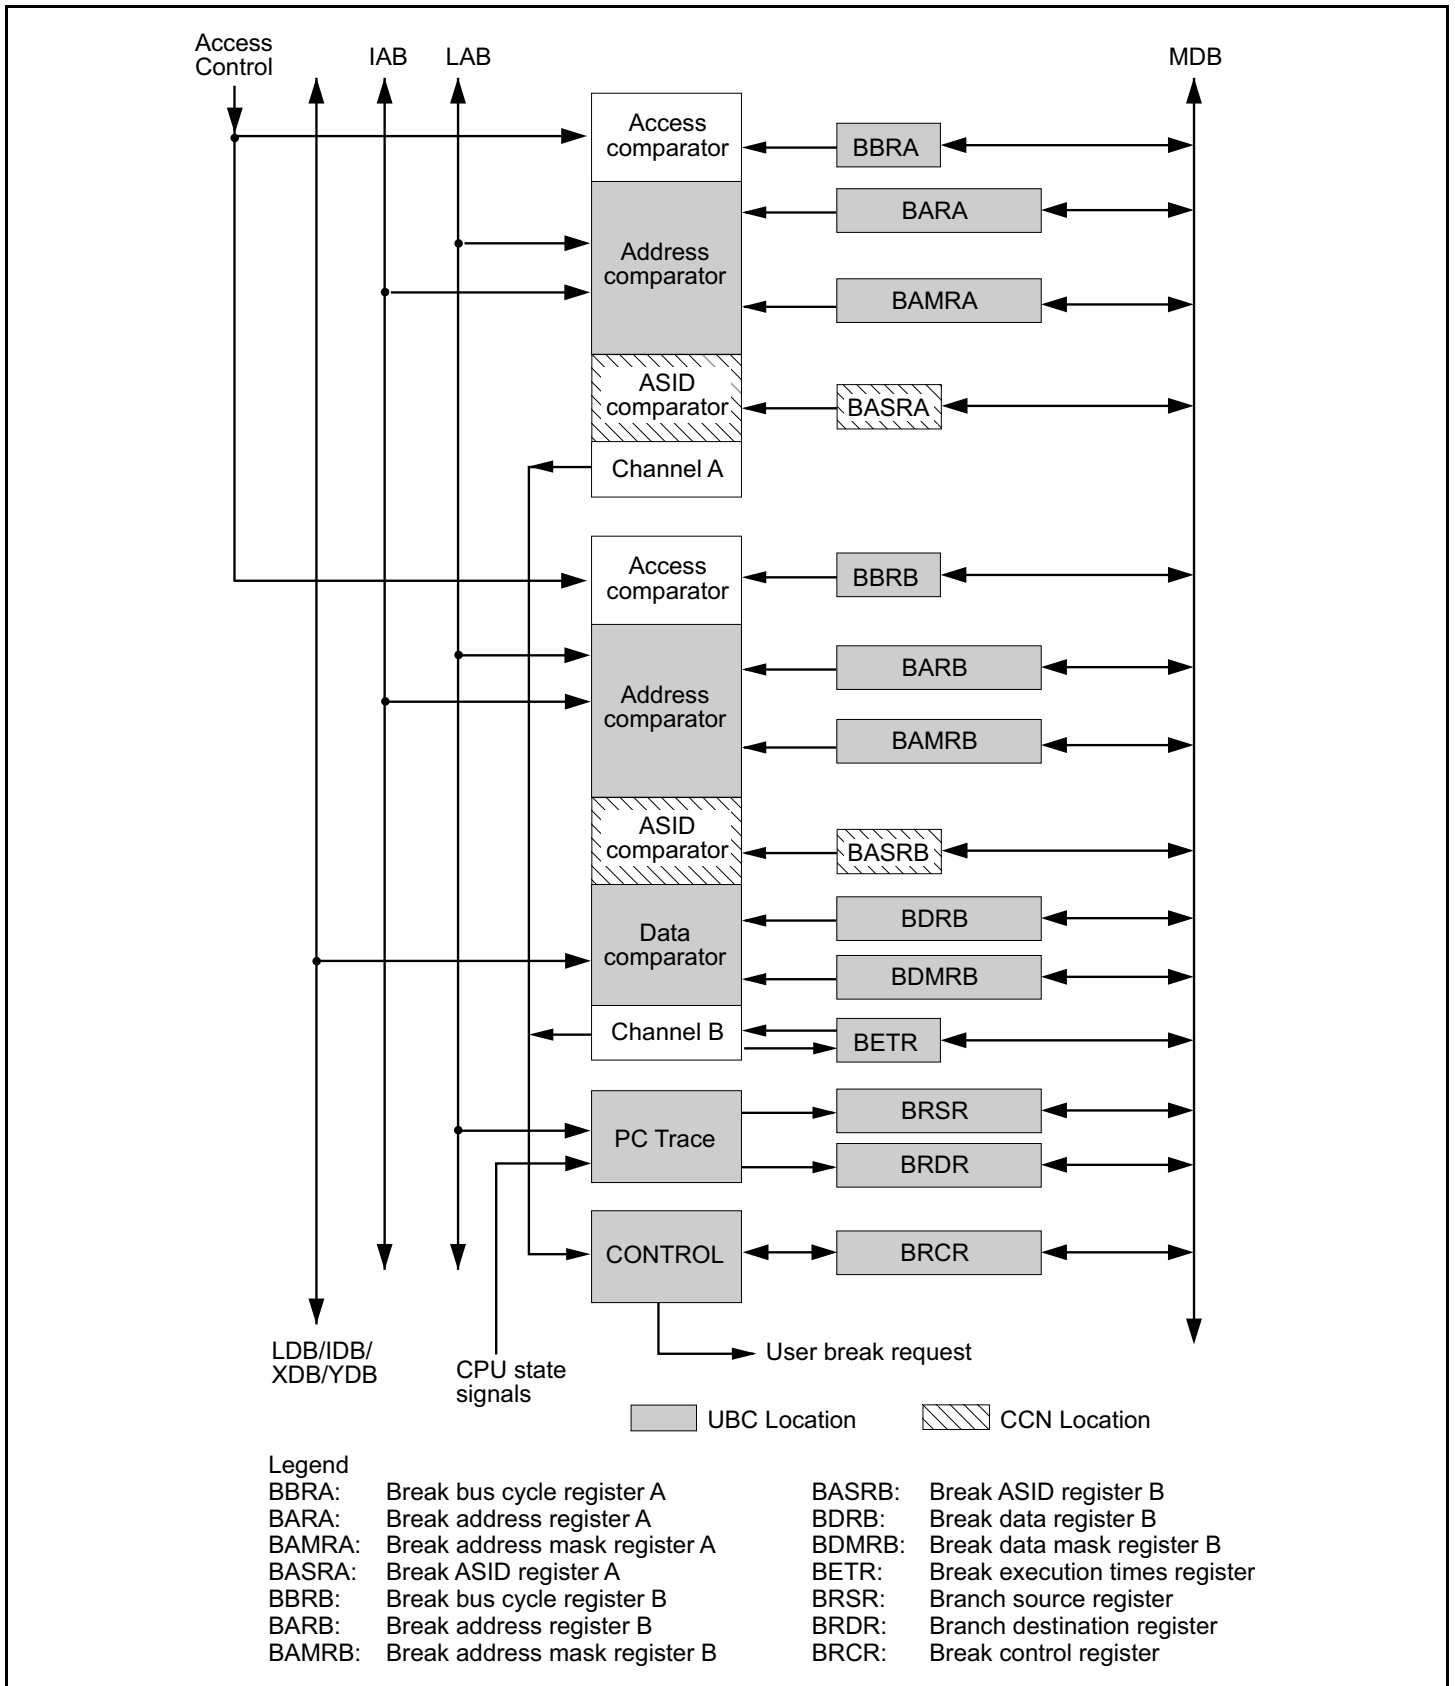 Access
Control
IAB
LAB
MDB
Access
comparator
BBRA
BARA
Address
comparator
BAMRA
ASID
comparator
BASRA
Channel A
Access
comparator
BBRB
BARB
Address
comparator
BAMRB
ASID
comparator
BASRB
BDRB
Data
comparator
BDMRB
Channel B
BETR
BRSR
PC Trace
BRDR
CONTROL
BRCR
LDB/IDB/
XDB/YDB
CPU state
signals
User break request
UBC Location
CCN Location
Legend
BBRA: Break bus cycle register A
BARA: Break address register A
BAMRA: Break address mask register A
BASRA: Break ASID register A
BBRB: Break bus cycle register B
BARB: Break address register B
BAMRB: Break address mask register B
BASRB: Break ASID register B
BDRB: Break data register B
BDMRB: Break data mask register B
BETR: Break execution times register
BRSR: Branch source register
BRDR: Branch destination register
BRCR: Break control register